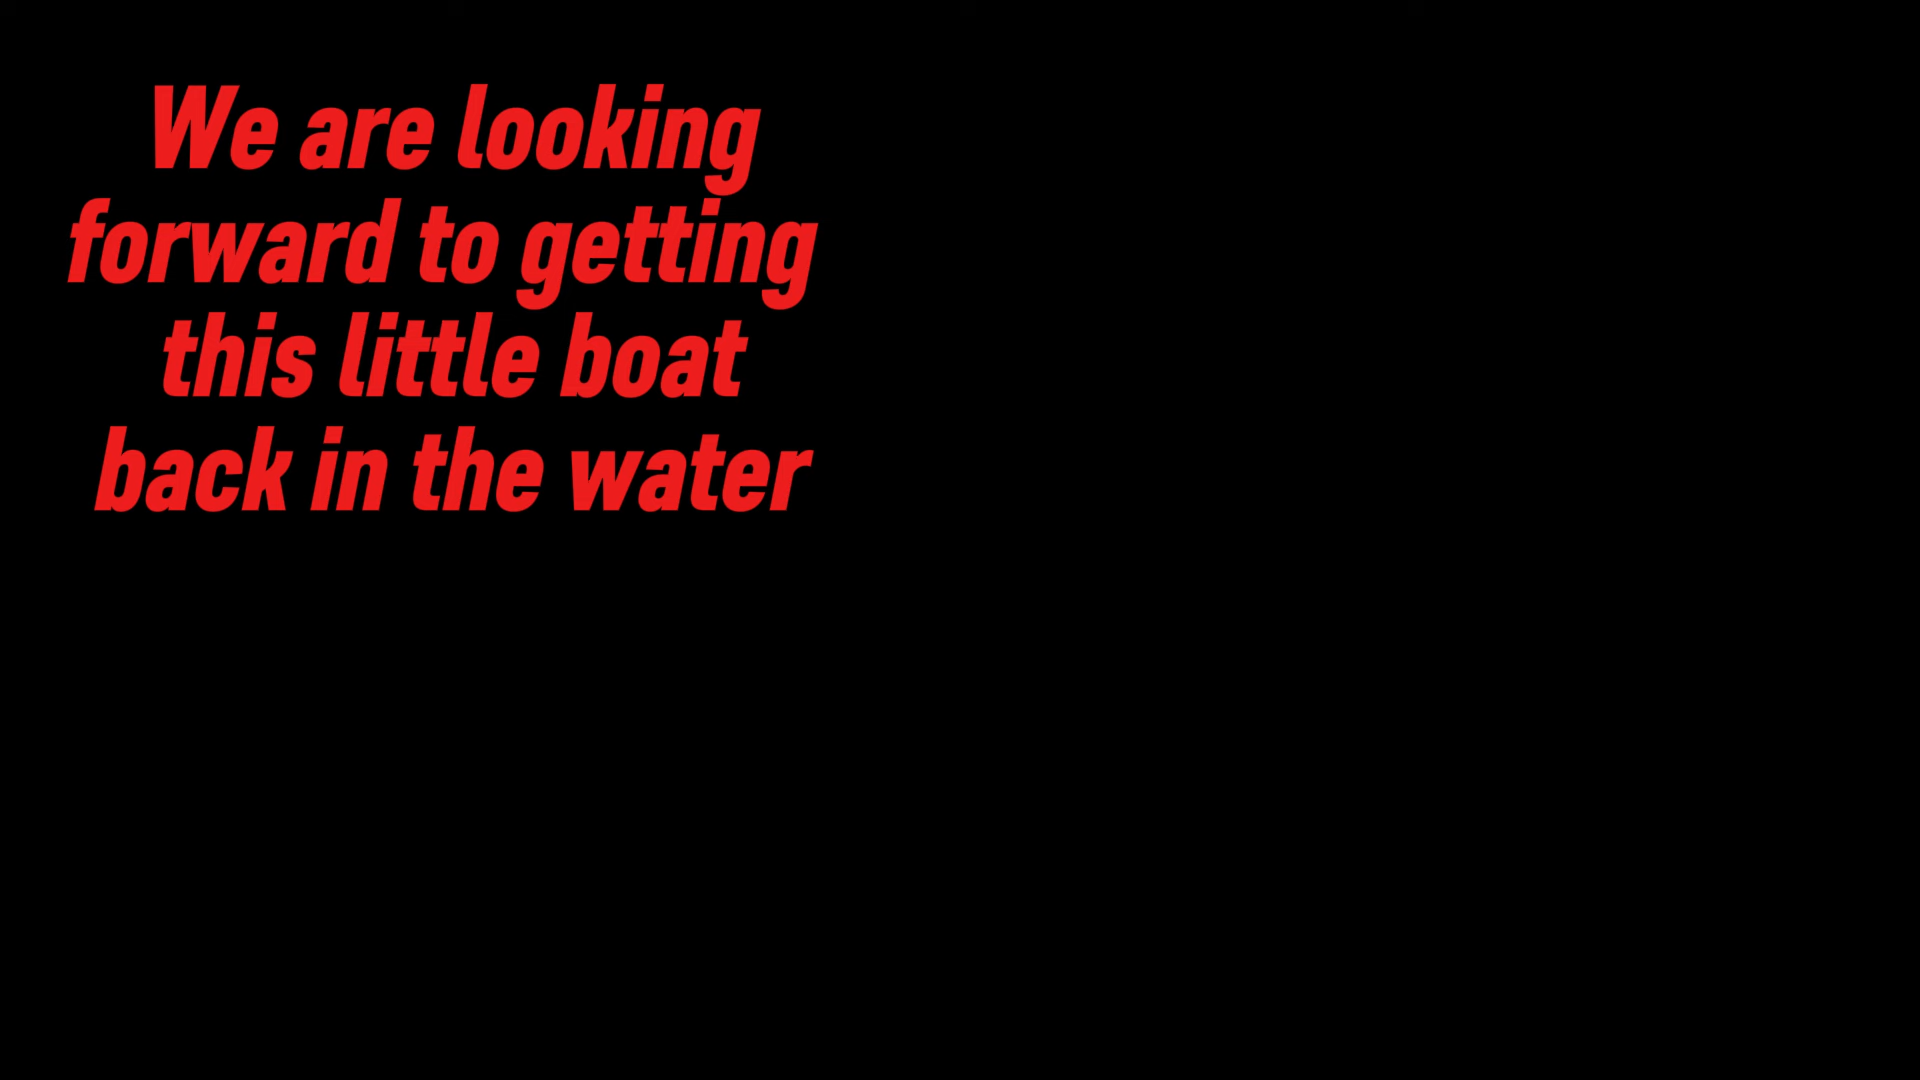 We are looking
forward to getting
this little boat
back in the water